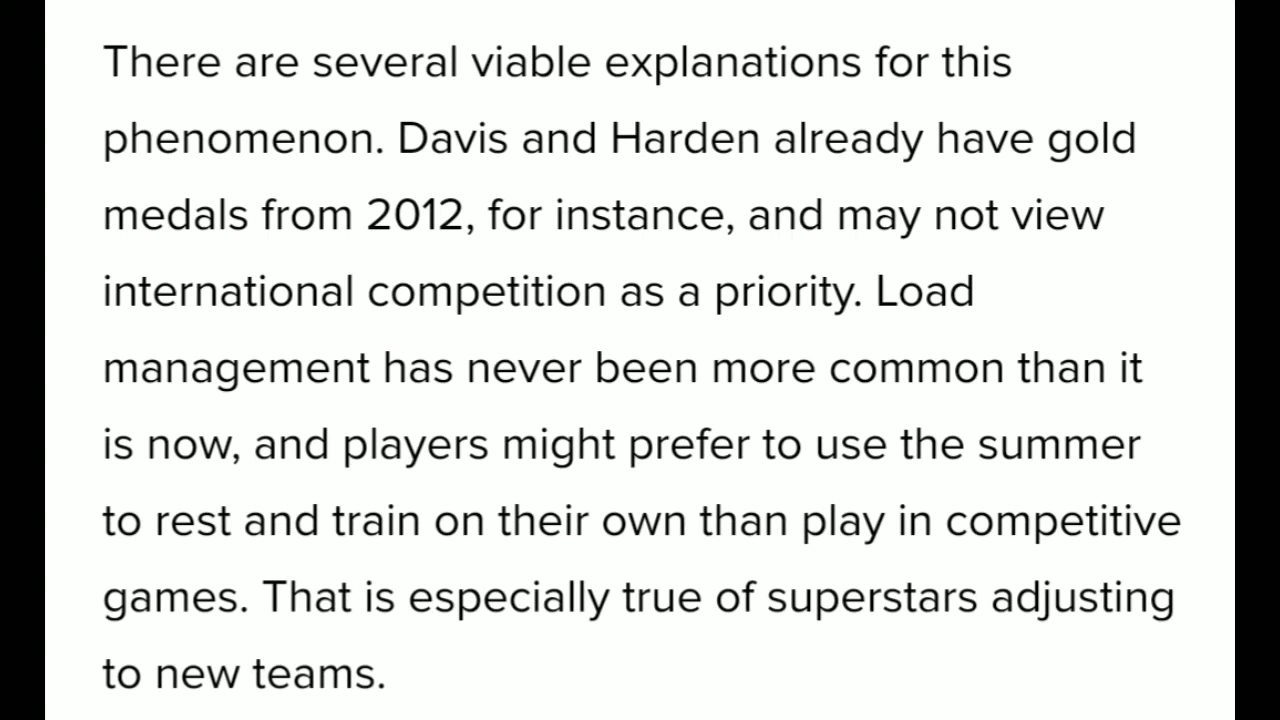 There are several viable explanations for this
phenomenon. Davis and Harden already have gold
medals from 2012, for instance, and may not view
international competition as a priority. Load
management has never been more common than it
is now, and players might prefer to use the summer
to rest and train on their own than play in competitive
games. That is especially true of superstars adjusting
to new teams.